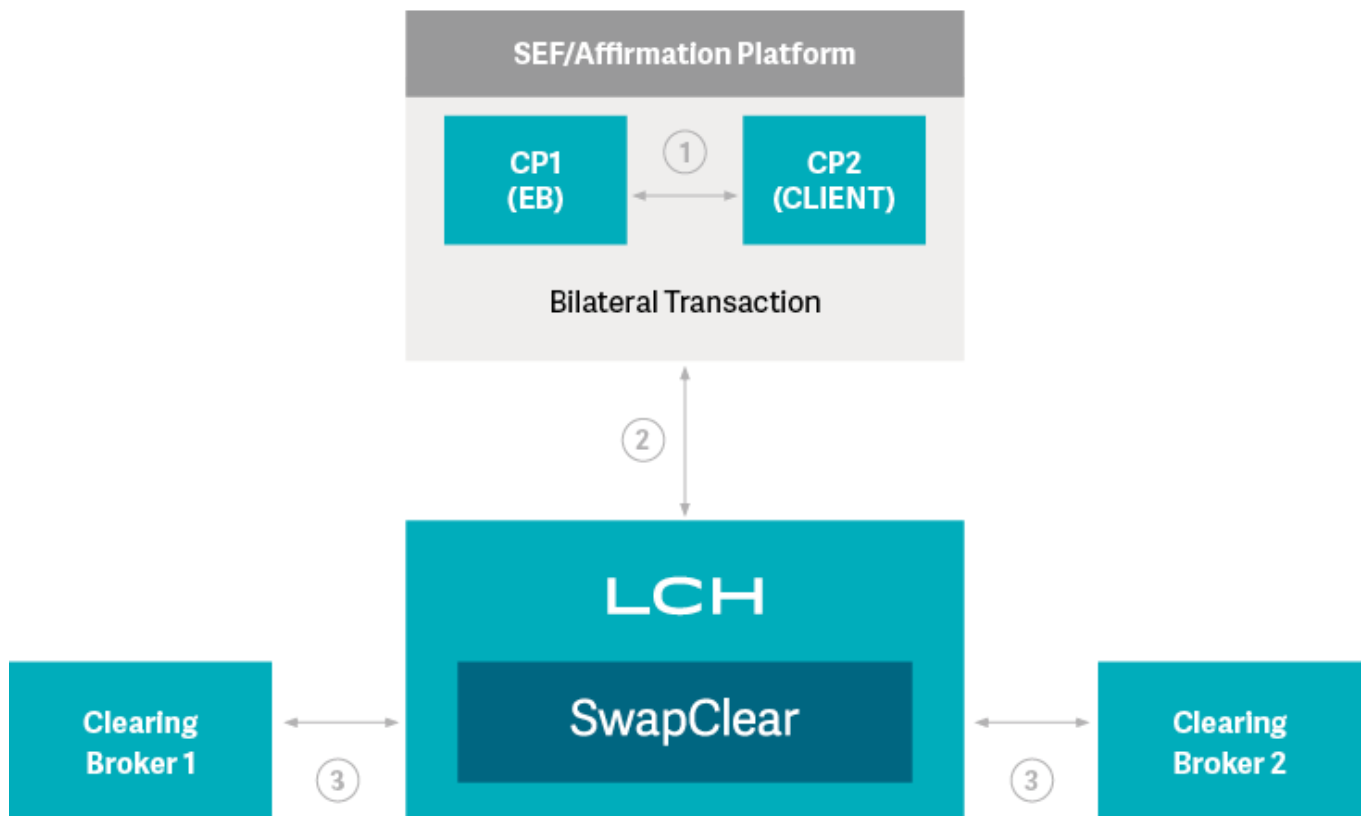 SEF/Affirmation Platform
CP1
(EB)
1
CP2
(CLIENT)
Bilateral Transaction
2
LCH
SwapClear
Clearing
Broker 1
3
3
Clearing
Broker 2